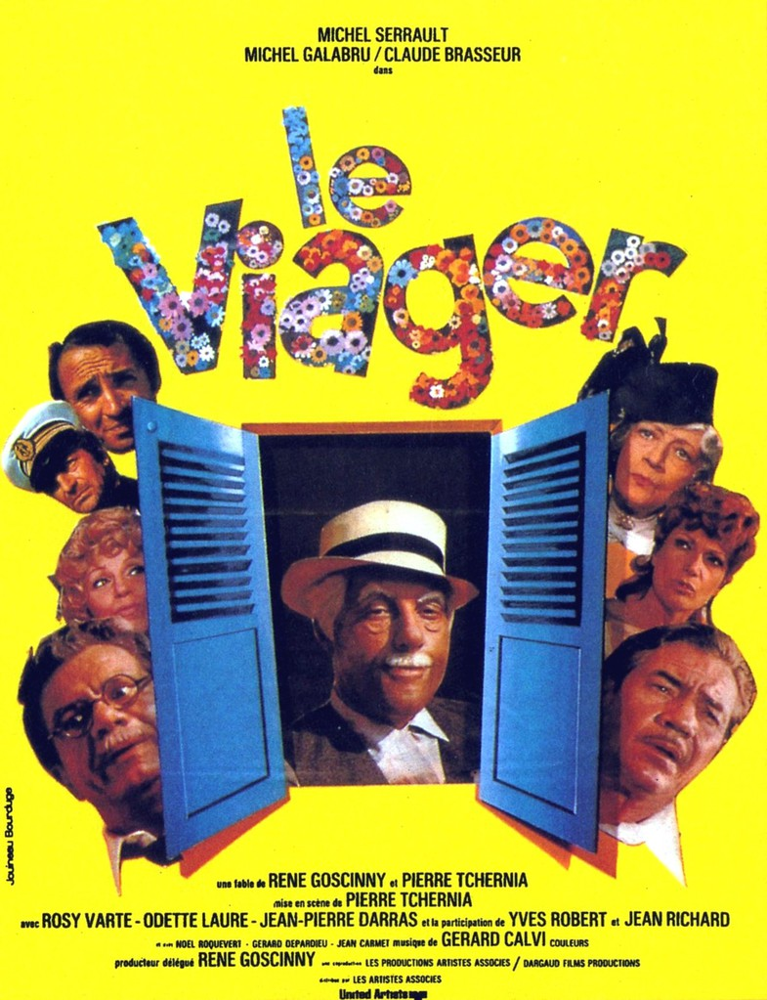 MICHEL SERRAULT
MICHEL GALABRU / CLAUDE BRASSEUR
dans
le
Viager
Jouineau Bourduge
une fable de RENE GOSCINNY et PIERRE TCHERNIA
mise en scène de PIERRE TCHERNIA
avec ROSY VARTE - ODETTE LAURE - JEAN-PIERRE DARRAS et la participation de YVES ROBERT et JEAN RICHARD
et avec NOEL ROQUEVERT - GERARD DEPARDIEU - JEAN CARMET musique de GERARD CALVI COULEURS
producteur délégué RENE GOSCINNY une coproduction LES PRODUCTIONS ARTISTES ASSOCIES / DARGAUD FILMS PRODUCTIONS
distribué par LES ARTISTES ASSOCIES
United Artists